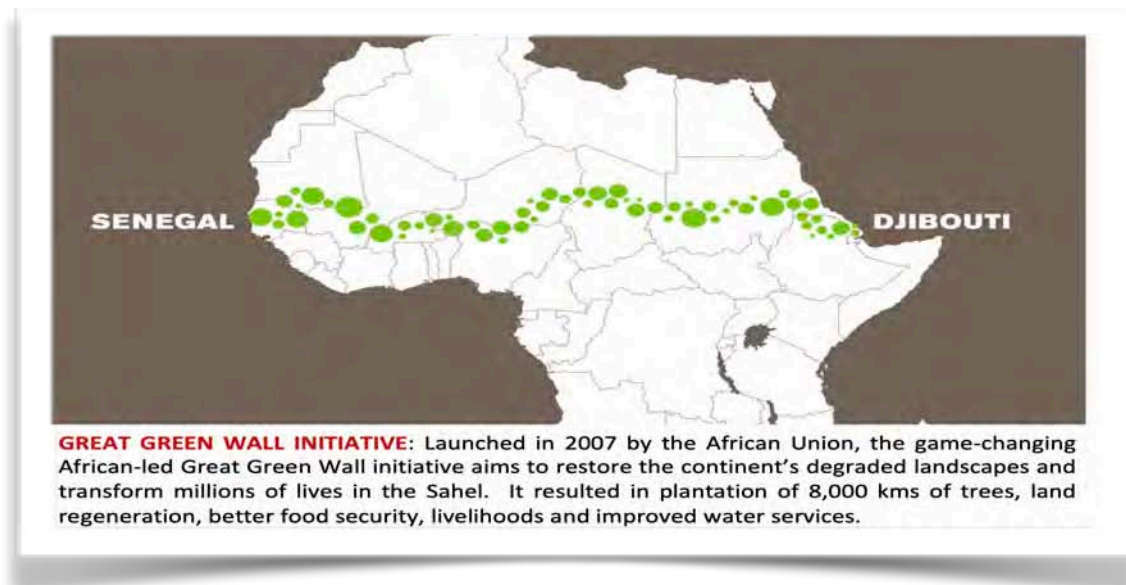 SENEGAL
DJIBOUTI
GREAT GREEN WALL INITIATIVE: Launched in 2007 by the African Union, the game-changing
African-led Great Green Wall initiative aims to restore the continent's degraded landscapes and
transform millions of lives in the Sahel. It resulted in plantation of 8,000 kms of trees, land
regeneration, better food security, livelihoods and improved water services.